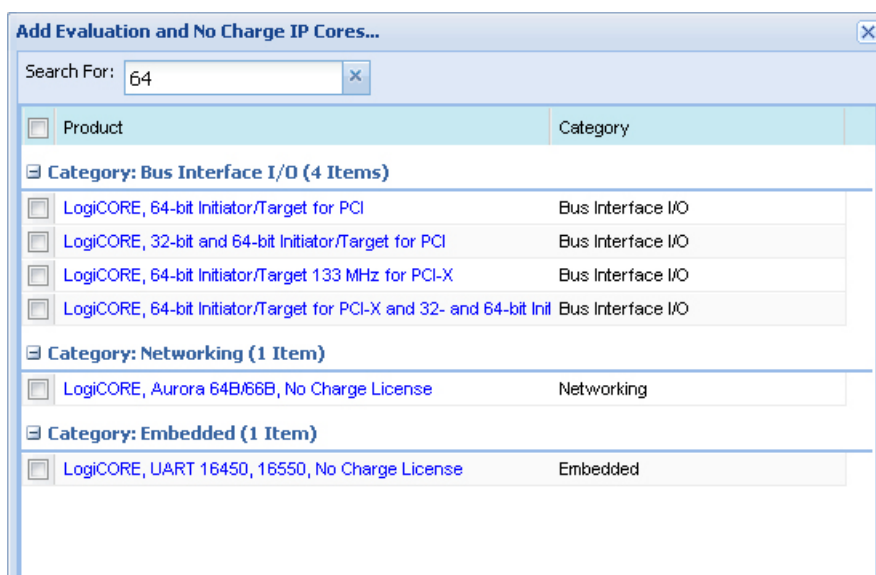 Add Evaluation and No Charge IP Cores...
Search For: 64
Product Category
Category: Bus Interface I/O (4 Items)
LogiCORE, 64-bit Initiator/Target for PCI Bus Interface I/O
LogiCORE, 32-bit and 64-bit Initiator/Target for PCI Bus Interface I/O
LogiCORE, 64-bit Initiator/Target 133 MHz for PCI-X Bus Interface I/O
LogiCORE, 64-bit Initiator/Target for PCI-X and 32- and 64-bit Bus Interface I/O
Category: Networking (1 Item)
LogiCORE, Aurora 64B/66B, No Charge License Networking
Category: Embedded (1 Item)
LogiCORE, UART 16450, 16550, No Charge License Embedded